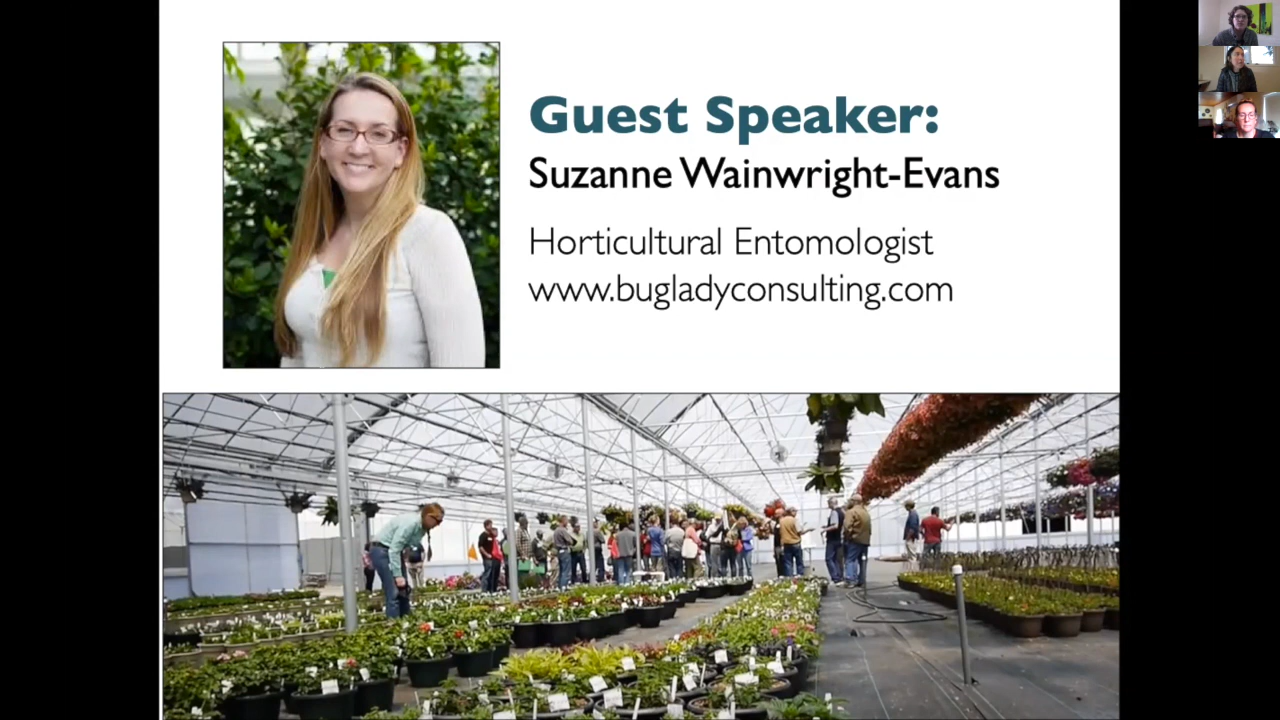 Guest Speaker:
Suzanne Wainwright-Evans
Horticultural Entomologist
www.bugladyconsulting.com